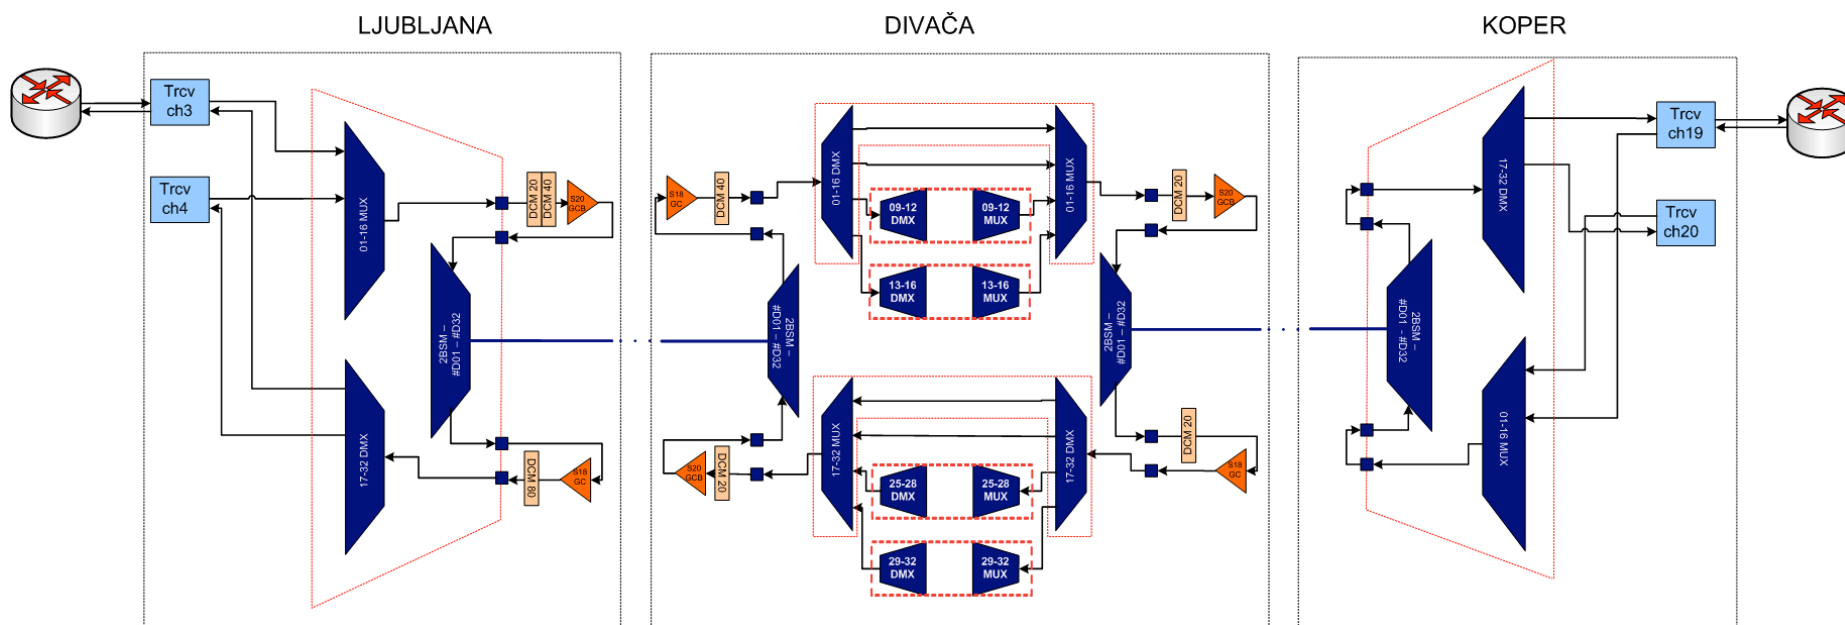 LJUBLJANA
DIVAČA
KOPER
Trcv
ch3
Trcv
ch4
01-16 MUX
17-32 DMX
2BSM –
#D01 – #D32
DCM 20
DCM 40
S20
GCB
DCM 80
S18
GC
S18
GC
DCM 40
2BSM –
#D01 – #D32
S20
GCB
DCM 20
01-16 DMX
01-16 MUX
09-12
DMX
09-12
MUX
13-16
DMX
13-16
MUX
17-32 MUX
17-32 DMX
25-28
DMX
25-28
MUX
29-32
DMX
29-32
MUX
DCM 20
S20
GCB
2BSM –
#D01 – #D32
DCM 20
S18
GC
2BSM –
#D01 - #D32
17-32 DMX
01-16 MUX
Trcv
ch19
Trcv
ch20